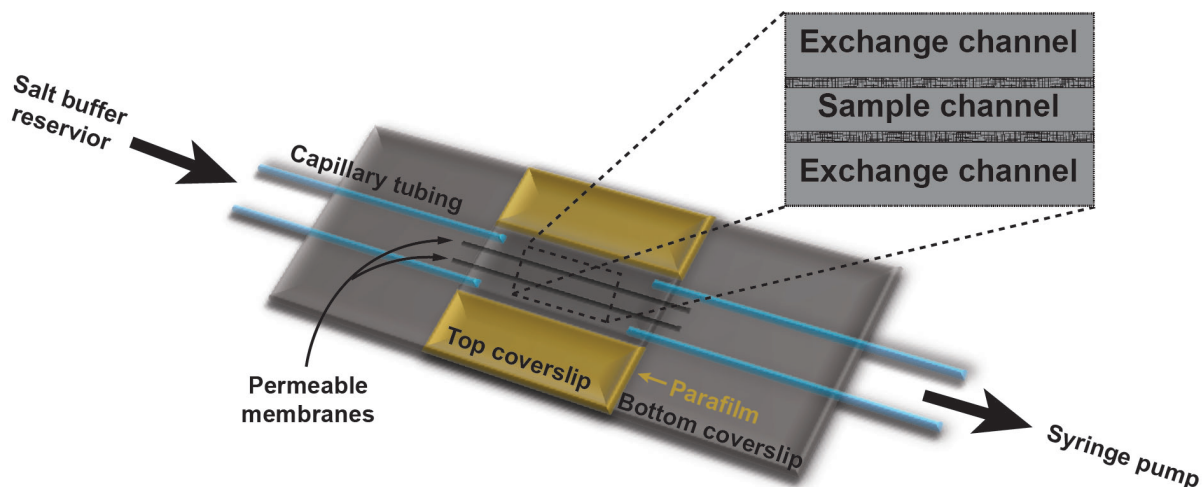 Exchange channel
Sample channel
Exchange channel
Salt buffer
reservior
Capillary tubing
Top coverslip
Parafilm
Bottom coverslip
Permeable
membranes
Syringe pump